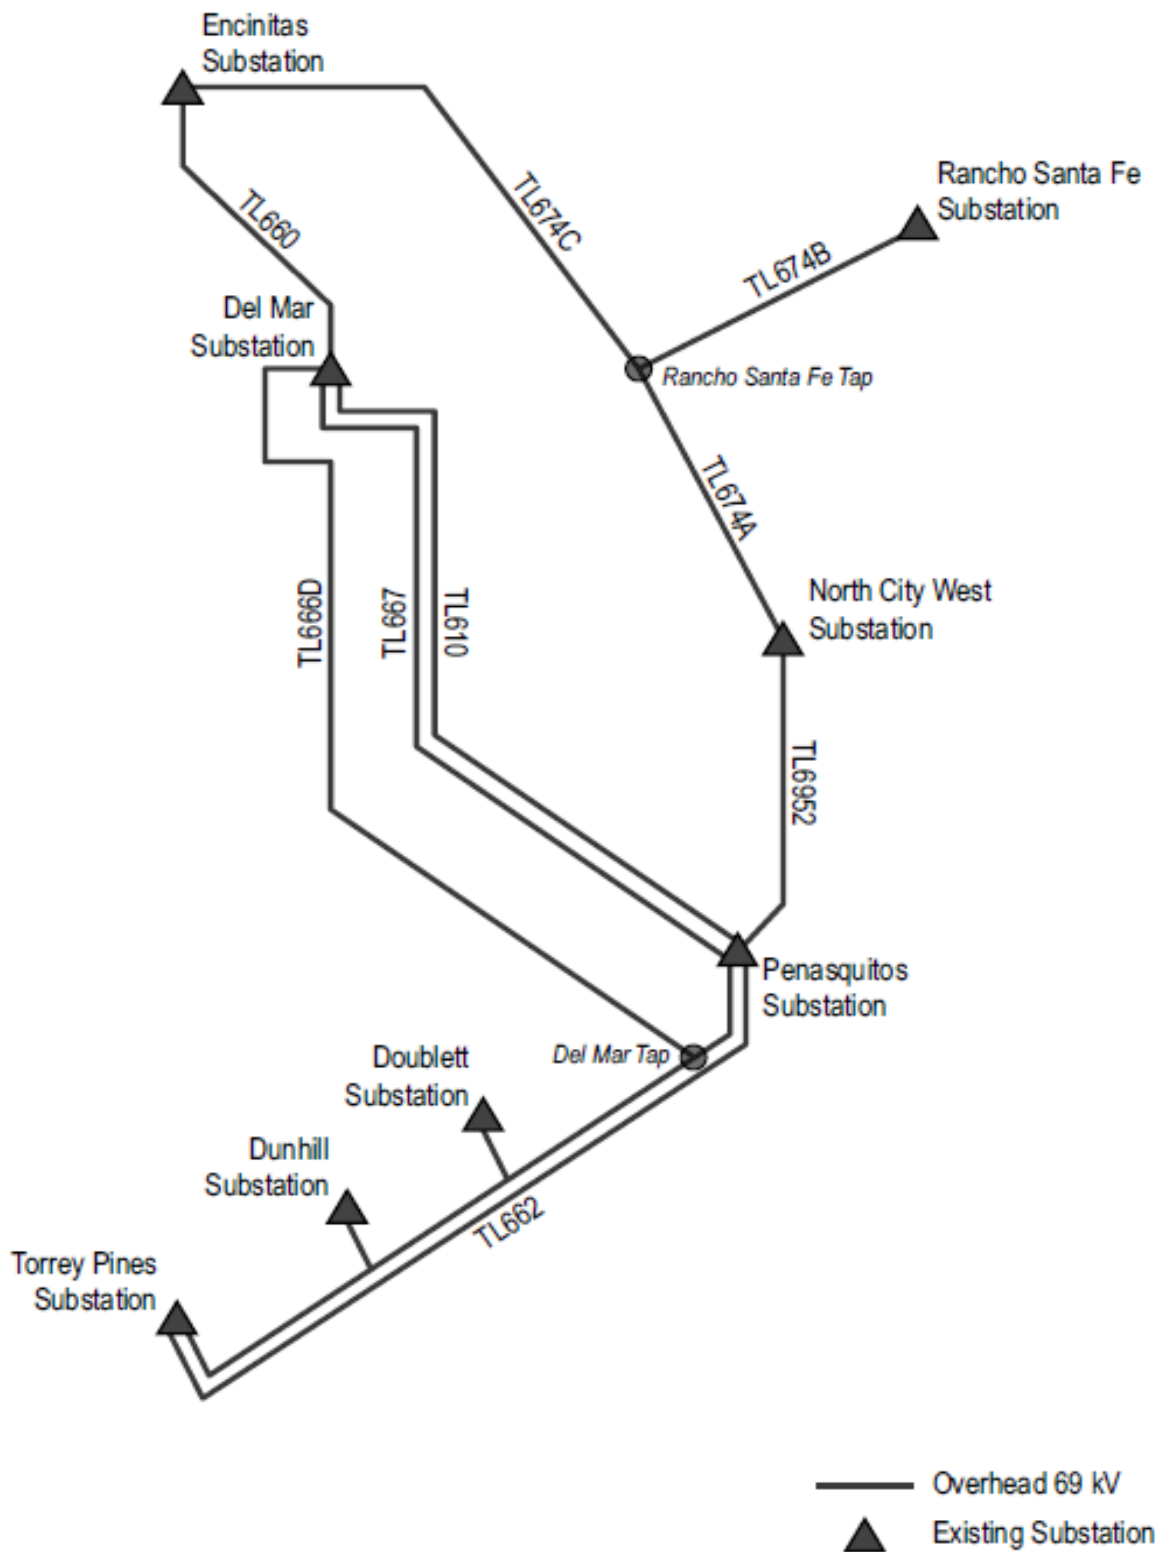 Encinitas
Substation
Rancho Santa Fe
Substation
TL674C
TL660
TL674B
Del Mar
Substation
Rancho Santa Fe Tap
TL674A
TL666D
TL667
TL610
North City West
Substation
TL6952
Penasquitos
Substation
Del Mar Tap
Doublett
Substation
Dunhill
Substation
TL662
Torrey Pines
Substation
Overhead 69 kV
Existing Substation